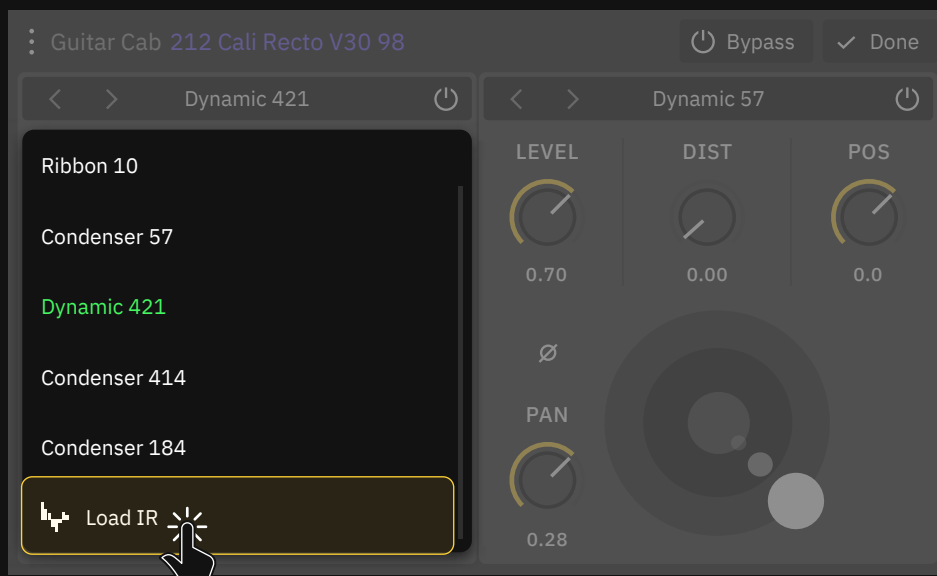 Guitar Cab 212 Cali Recto V30 98
Bypass
Done
Dynamic 421
Dynamic 57
Ribbon 10
Condenser 57
Dynamic 421
Condenser 414
Condenser 184
Load IR
LEVEL DIST POS
0.70 0.00 0.0
Ø
PAN
0.28